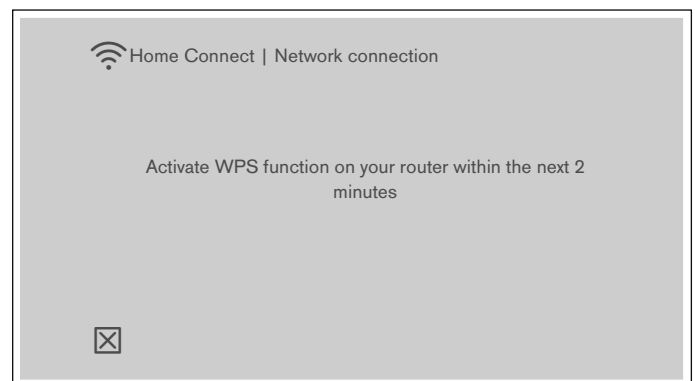 Home Connect | Network connection
Activate WPS function on your router within the next 2
minutes